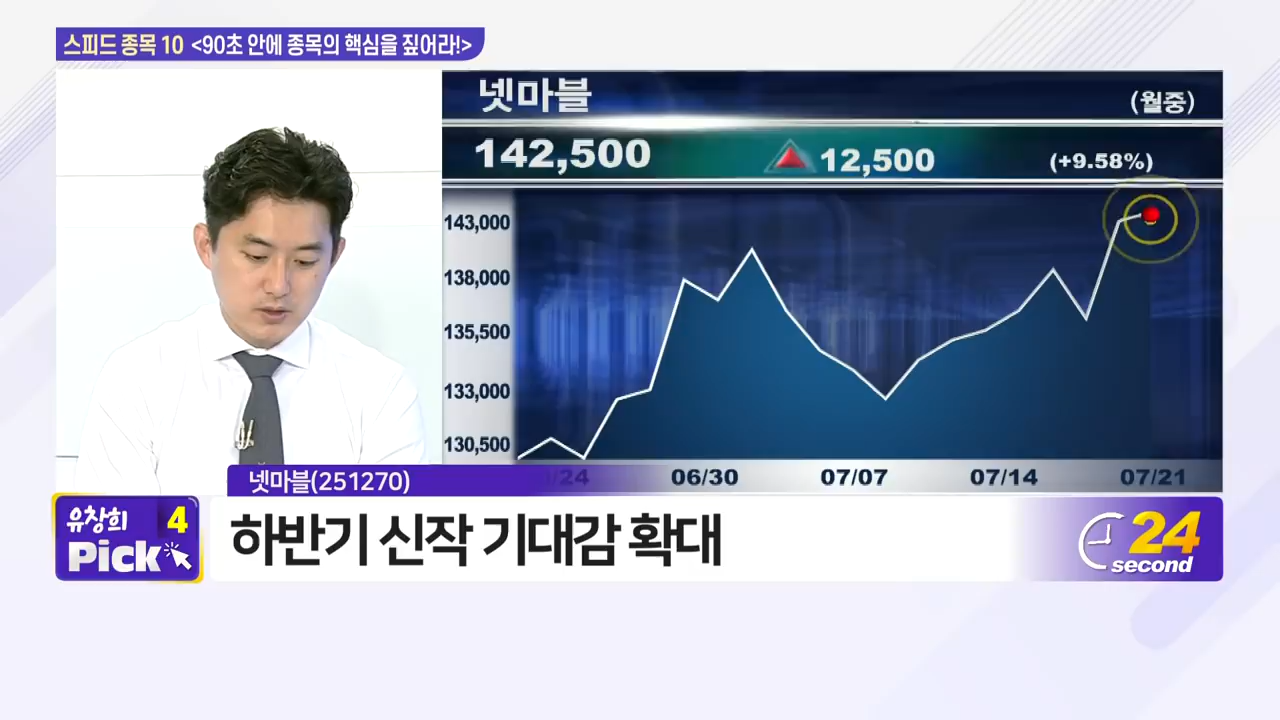 스피드 종목 10 <90초 안에 종목의 핵심을 짚어라!>
넷마블
(월중)
142,500 ▲ 12,500 (+9.58%)
143,000
138,000
135,500
133,000
130,500
/24 06/30 07/07 07/14 07/21
넷마블(251270)
유창희 4
Pick
하반기 신작 기대감 확대
24
second